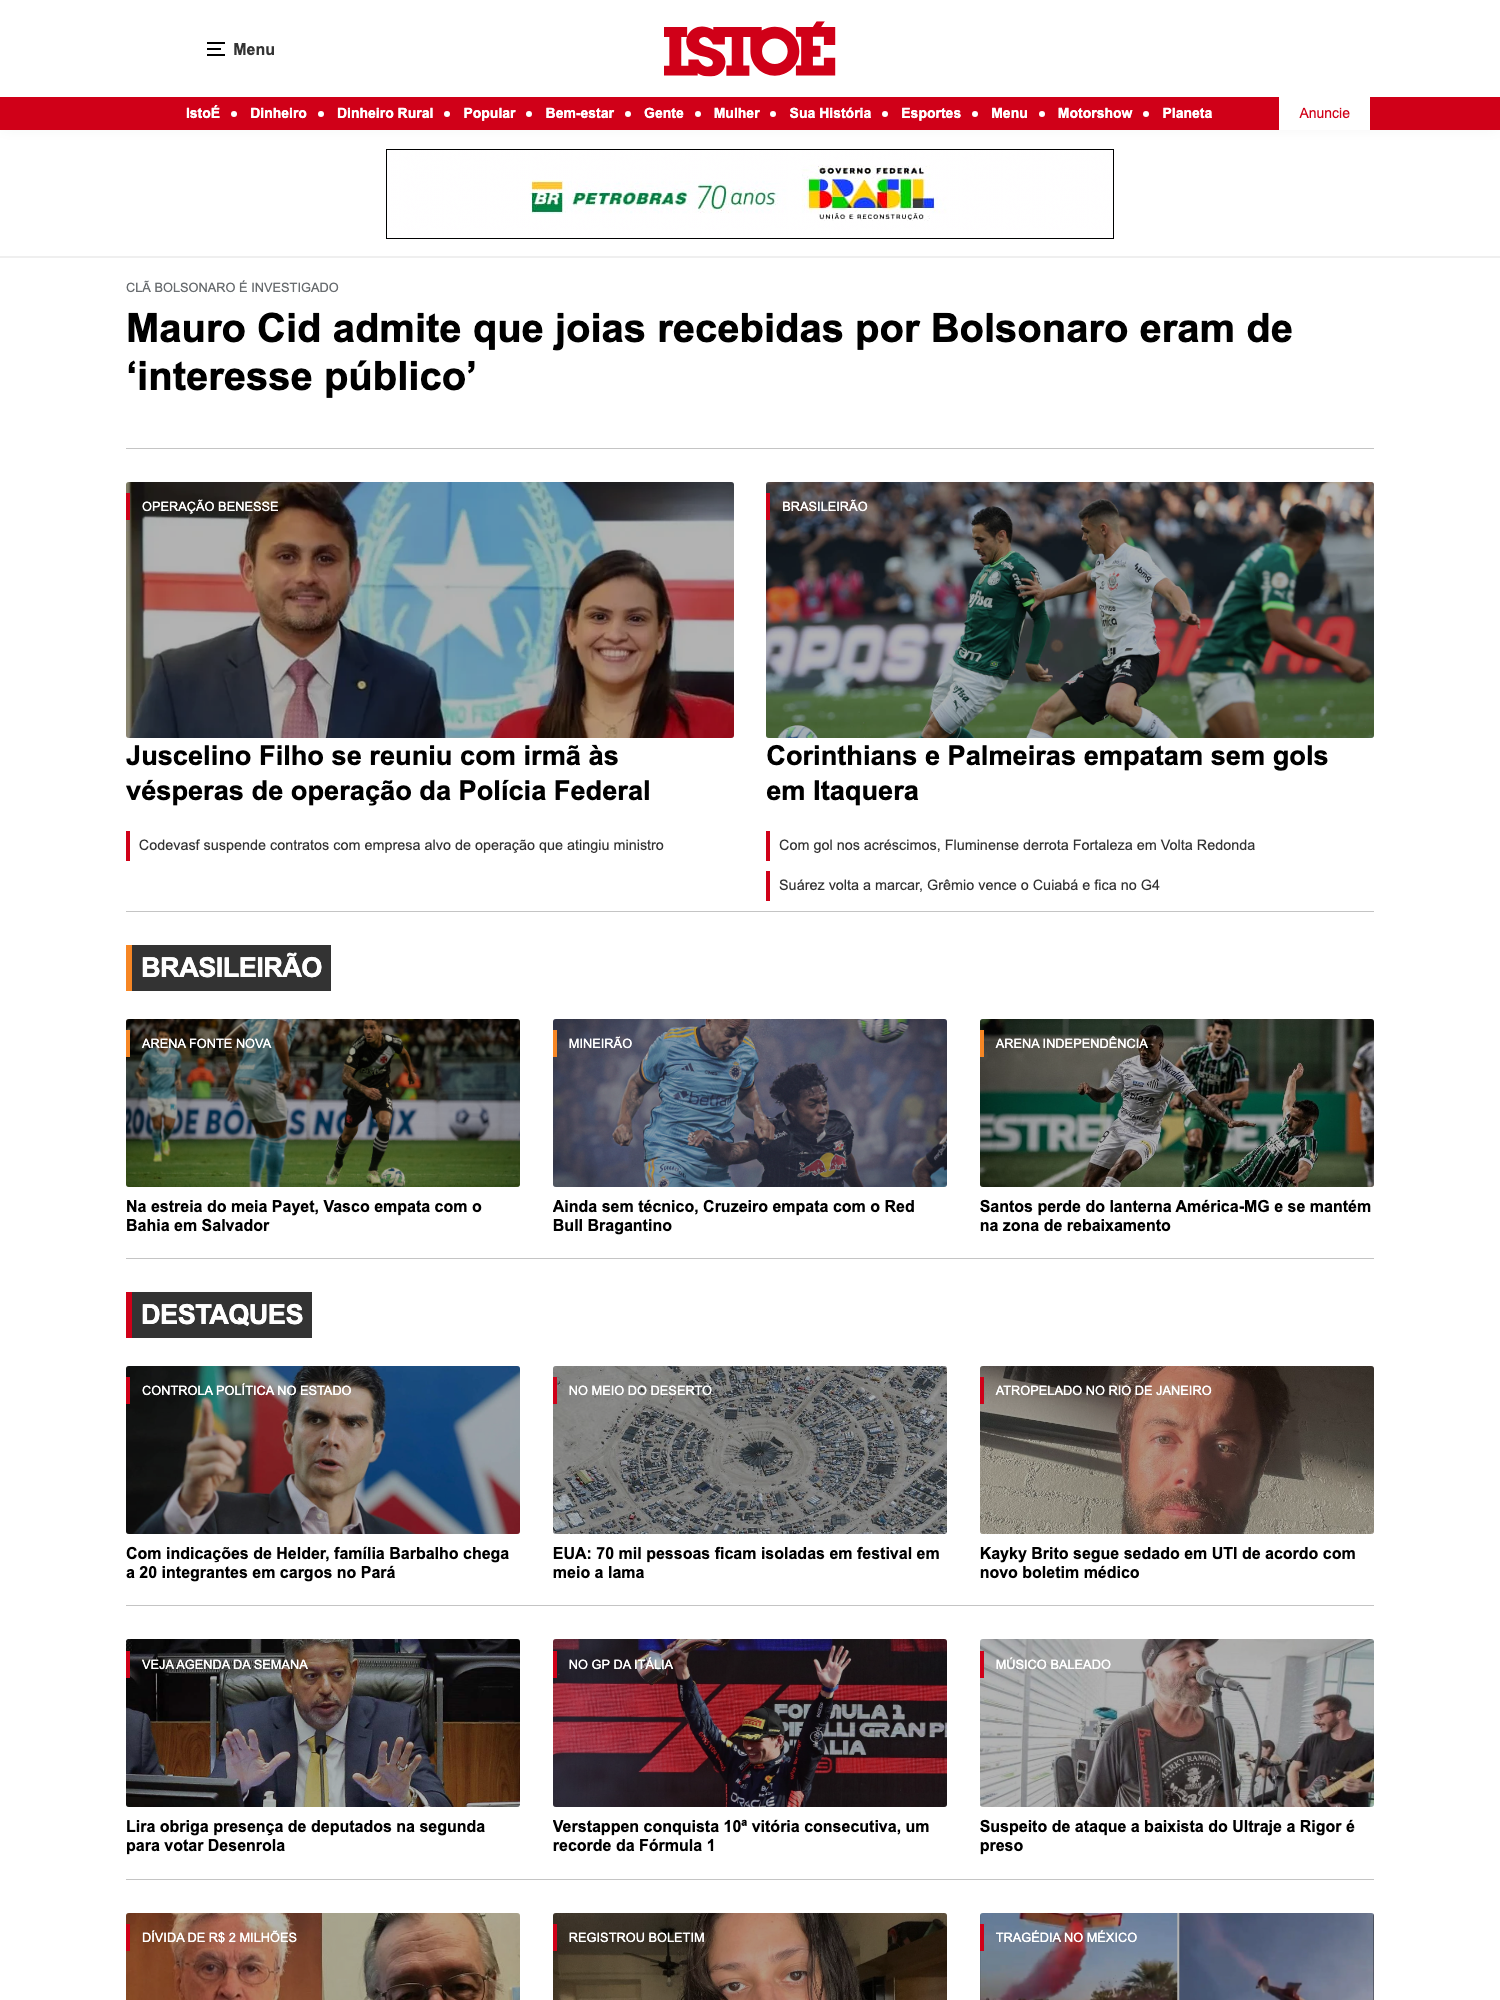 Menu
ISTOÉ
IstoÉ • Dinheiro • Dinheiro Rural • Popular • Bem-estar • Gente • Mulher • Sua História • Esportes • Menu • Motorshow • Planeta
Anuncie
BR PETROBRAS 70 anos
GOVERNO FEDERAL
BRASIL
UNIÃO E RECONSTRUÇÃO
CLÃ BOLSONARO É INVESTIGADO
Mauro Cid admite que joias recebidas por Bolsonaro eram de
‘interesse público’
OPERAÇÃO BENESSE
Juscelino Filho se reuniu com irmã às
vésperas de operação da Polícia Federal
Codevasf suspende contratos com empresa alvo de operação que atingiu ministro
BRASILEIRÃO
Corinthians e Palmeiras empatam sem gols
em Itaquera
Com gol nos acréscimos, Fluminense derrota Fortaleza em Volta Redonda
Suárez volta a marcar, Grêmio vence o Cuiabá e fica no G4
BRASILEIRÃO
ARENA FONTE NOVA
Na estreia do meia Payet, Vasco empata com o
Bahia em Salvador
MINEIRÃO
Ainda sem técnico, Cruzeiro empata com o Red
Bull Bragantino
ARENA INDEPENDÊNCIA
Santos perde do lanterna América-MG e se mantém
na zona de rebaixamento
DESTAQUES
CONTROLA POLÍTICA NO ESTADO
Com indicações de Helder, família Barbalho chega
a 20 integrantes em cargos no Pará
NO MEIO DO DESERTO
EUA: 70 mil pessoas ficam isoladas em festival em
meio a lama
ATROPELADO NO RIO DE JANEIRO
Kayky Brito segue sedado em UTI de acordo com
novo boletim médico
VEJA AGENDA DA SEMANA
Lira obriga presença de deputados na segunda
para votar Desenrola
NO GP DA ITÁLIA
FORMULA 1
Verstappen conquista 10ª vitória consecutiva, um
recorde da Fórmula 1
MÚSICO BALEADO
Suspeito de ataque a baixista do Ultraje a Rigor é
preso
DÍVIDA DE R$ 2 MILHÕES
REGISTROU BOLETIM
TRAGÉDIA NO MÉXICO